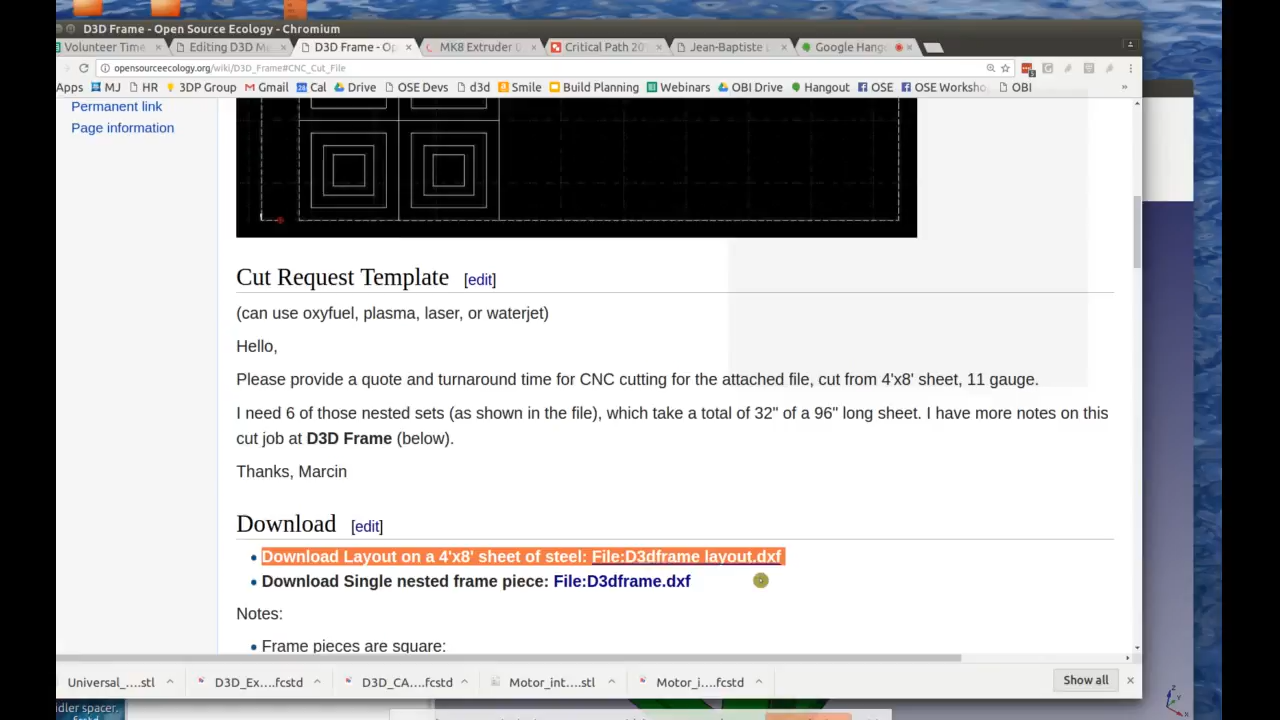 D3D Frame - Open Source Ecology - Chromium
Volunteer Time
Editing D3D M
D3D Frame - Op
MK8 Extruder
Critical Path 20
Jean-Baptiste
Google Hang
opensourceecology.org/wiki/D3D_Frame#CNC_Cut_File
Apps MJ HR 3DP Group Gmail Cal Drive OSE Devs d3d Smile Build Planning Webinars OBI Drive Hangout OSE OSE Worksho OBI »
Permanent link
Page information
Cut Request Template [edit]
(can use oxyfuel, plasma, laser, or waterjet)
Hello,
Please provide a quote and turnaround time for CNC cutting for the attached file, cut from 4'x8' sheet, 11 gauge.
I need 6 of those nested sets (as shown in the file), which take a total of 32" of a 96" long sheet. I have more notes on this
cut job at D3D Frame (below).
Thanks, Marcin
Download [edit]
Download Layout on a 4'x8' sheet of steel: File:D3dframe layout.dxf
Download Single nested frame piece: File:D3dframe.dxf
Notes:
Frame pieces are square:
Universal_....stl
D3D_Ex....fcstd
D3D_CA....fcstd
Motor_int....stl
Motor_i....fcstd
Show all
idler spacer.
fcstd